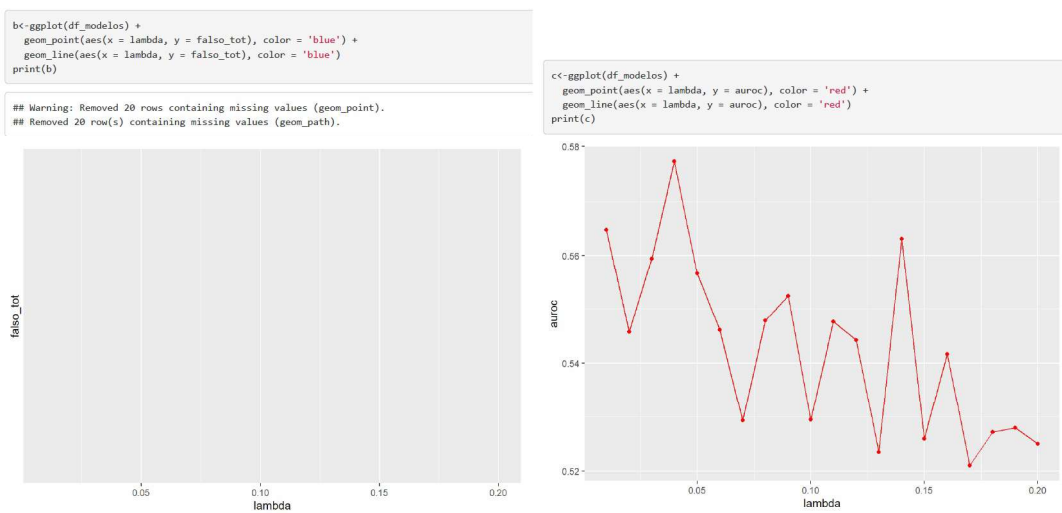 b<-ggplot(df_modelos) +
geom_point(aes(x = lambda, y = falso_tot), color = 'blue') +
geom_line(aes(x = lambda, y = falso_tot), color = 'blue')
print(b)
## Warning: Removed 20 rows containing missing values (geom_point).
## Removed 20 row(s) containing missing values (geom_path).
falso_tot
0.05
0.10
0.15
0.20
lambda
c<-ggplot(df_modelos) +
geom_point(aes(x = lambda, y = auroc), color = 'red') +
geom_line(aes(x = lambda, y = auroc), color = 'red')
print(c)
0.58
0.56
0.54
0.52
auroc
0.05
0.10
0.15
0.20
lambda